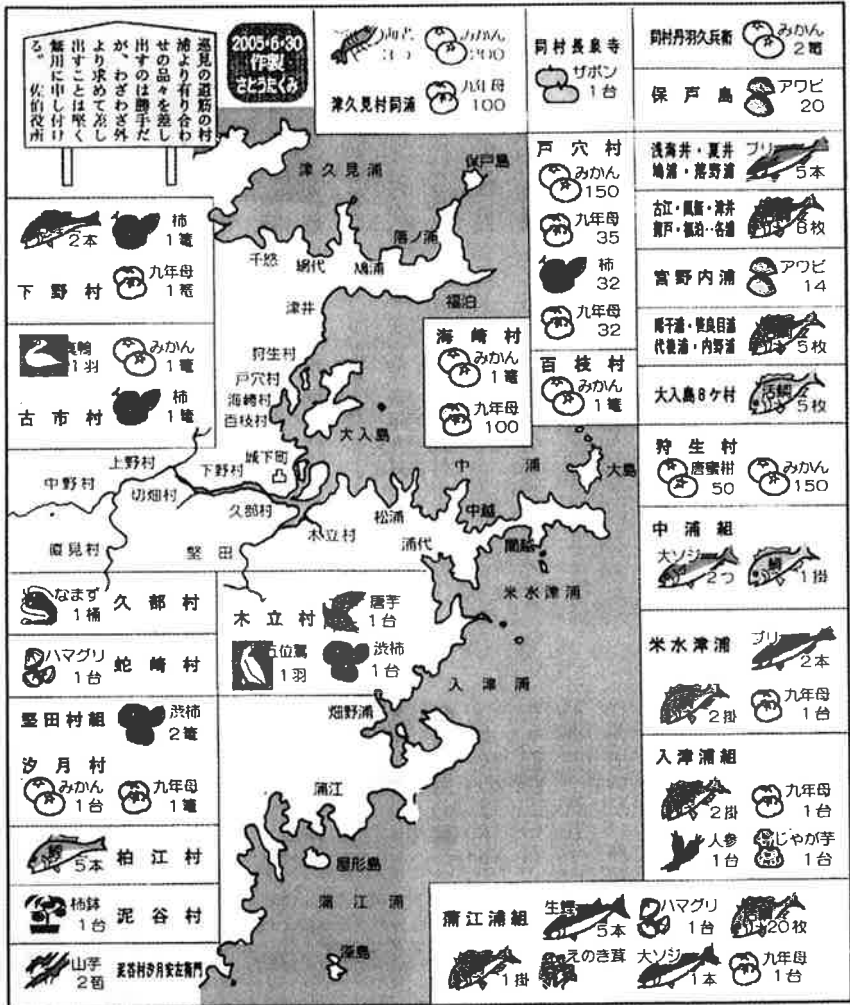 巡見の道筋の村
浦より有り合わ
せの品々を差し
出すのは勝手だ
が、わざわざ外
より求めて差し
出すことは堅く
無用に申し付け
る。 佐伯役所
2005・6・30
作製
さとうたくみ
みかん
200
津久見村同浦
九年母
100
同村長泉寺
ザボン
1台
同村丹羽久兵衛
みかん
2篭
保戸島
アワビ
20
戸穴村
みかん
150
九年母
35
柿
32
九年母
32
浅海井・夏井
鳩浦・落野浦
ブリ
5本
8枚
宮野内浦
アワビ
14
5枚
大入島8ケ村
活鯛
5枚
2本
柿
1篭
下野村
九年母
1篭
1羽
みかん
1篭
古市村
柿
1篭
海崎村
みかん
1篭
九年母
100
百枝村
みかん
1篭
狩生村
唐蜜柑
50
みかん
150
中浦組
大ソジ
2つ
鯛
1掛
米水津浦
ブリ
2本
2掛
九年母
1台
入津浦組
2掛
九年母
1台
人参
1台
じゃが芋
1台
なまず
1桶
久部村
ハマグリ
1台
蛇崎村
堅田村組
渋柿
2篭
汐月村
みかん
1台
九年母
1篭
5本
柏江村
柿鉢
1台
泥谷村
山芋
泥谷村汐月安左衛門
木立村
唐芋
1台
五位鷺
1羽
渋柿
1台
蒲江浦組
生鰹
5本
ハマグリ
1台
20枚
1掛
えのき茸
大ソジ
1本
九年母
1台
津久見浦
保戸島
千怒
網代
鳩浦
落ノ浦
津井
福泊
狩生村
戸穴村
海崎村
百枝村
大入島
城下町
上野村
下野村
中野村
切畑村
久部村
直見村
堅田
木立村
松浦
中浦
大島
中越
浦代
間越
米水津浦
入津浦
畑野浦
蒲江
屋形島
蒲江浦
深島